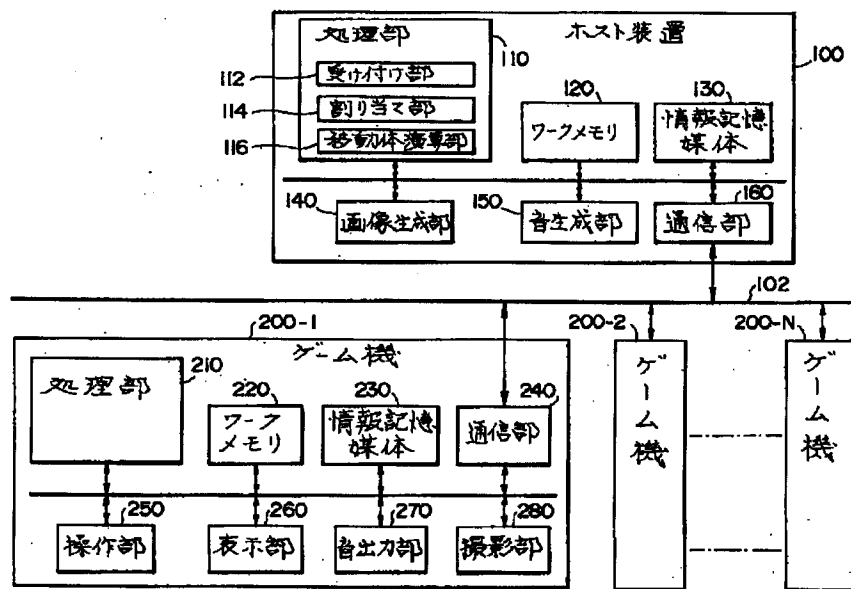 処理部
110
ホスト装置
100
112
受け付け部
114
割り当て部
116
移動体演算部
120
ワークメモリ
130
情報記憶
媒体
140
画像生成部
150
音生成部
160
通信部
102
200-1
ゲーム機
200-2
ゲーム機
200-N
ゲーム機
210
処理部
220
ワーク
メモリ
230
情報記憶
媒体
240
通信部
250
操作部
260
表示部
270
音出力部
280
撮影部